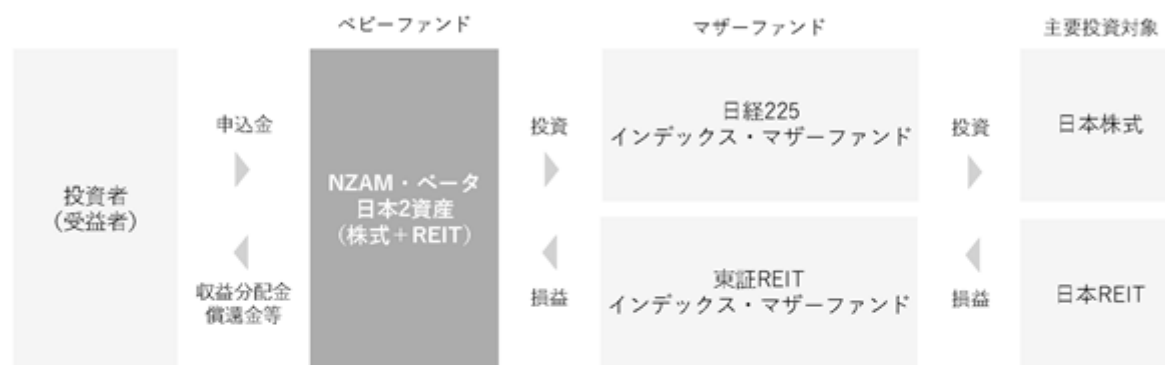 ベビーファンド
マザーファンド
主要投資対象
投資者
(受益者)
申込金
収益分配金
償還金等
NZAM・ベータ
日本2資産
(株式+REIT)
投資
損益
日経225
インデックス・マザーファンド
東証REIT
インデックス・マザーファンド
投資
損益
日本株式
日本REIT